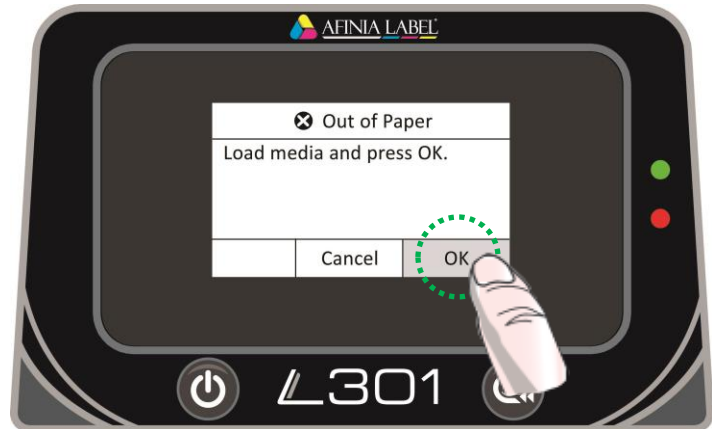 AFINIA LABEL
Out of Paper
Load media and press OK.
Cancel OK
L301